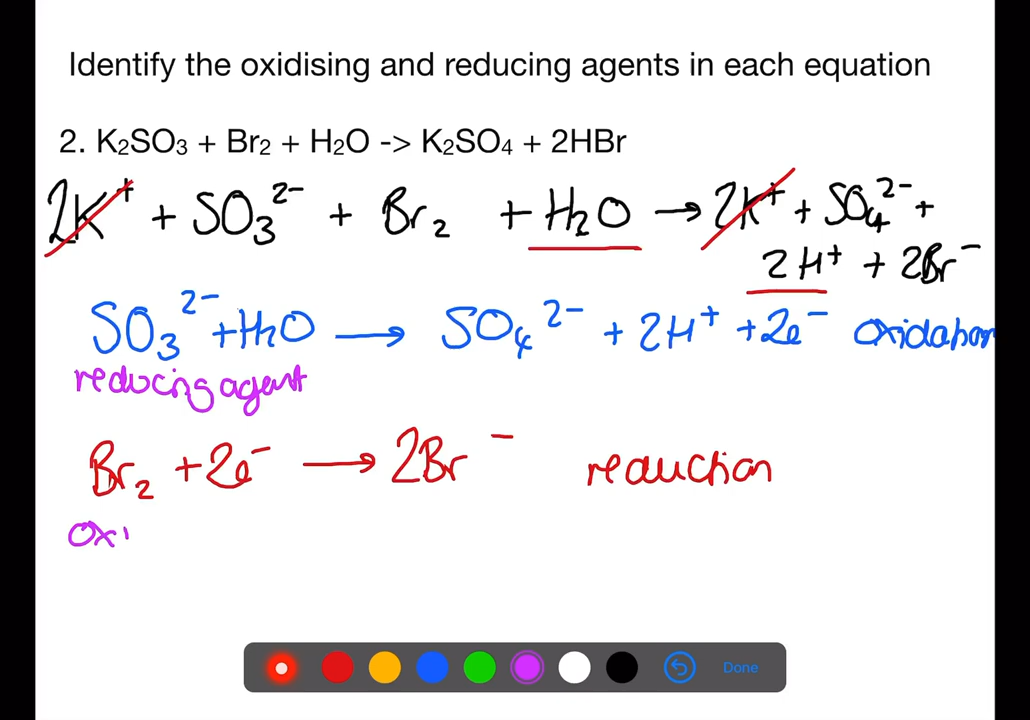 Identify the oxidising and reducing agents in each equation
2. K₂SO₃ + Br₂ + H₂O -> K₂SO₄ + 2HBr
2K⁺ + SO₃²⁻ + Br₂ + H₂O → 2K⁺ + SO₄²⁻ +
2H⁺ + 2Br⁻
SO₃²⁻ + H₂O → SO₄²⁻ + 2H⁺ + 2e⁻ oxidation
reducing agent
Br₂ + 2e⁻ → 2Br⁻ reduction
oxi
Done